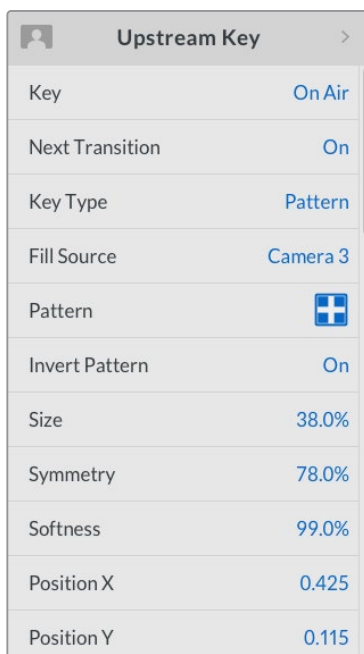 Upstream Key
Key On Air
Next Transition On
Key Type Pattern
Fill Source Camera 3
Pattern
Invert Pattern On
Size 38.0%
Symmetry 78.0%
Softness 99.0%
Position X 0.425
Position Y 0.115